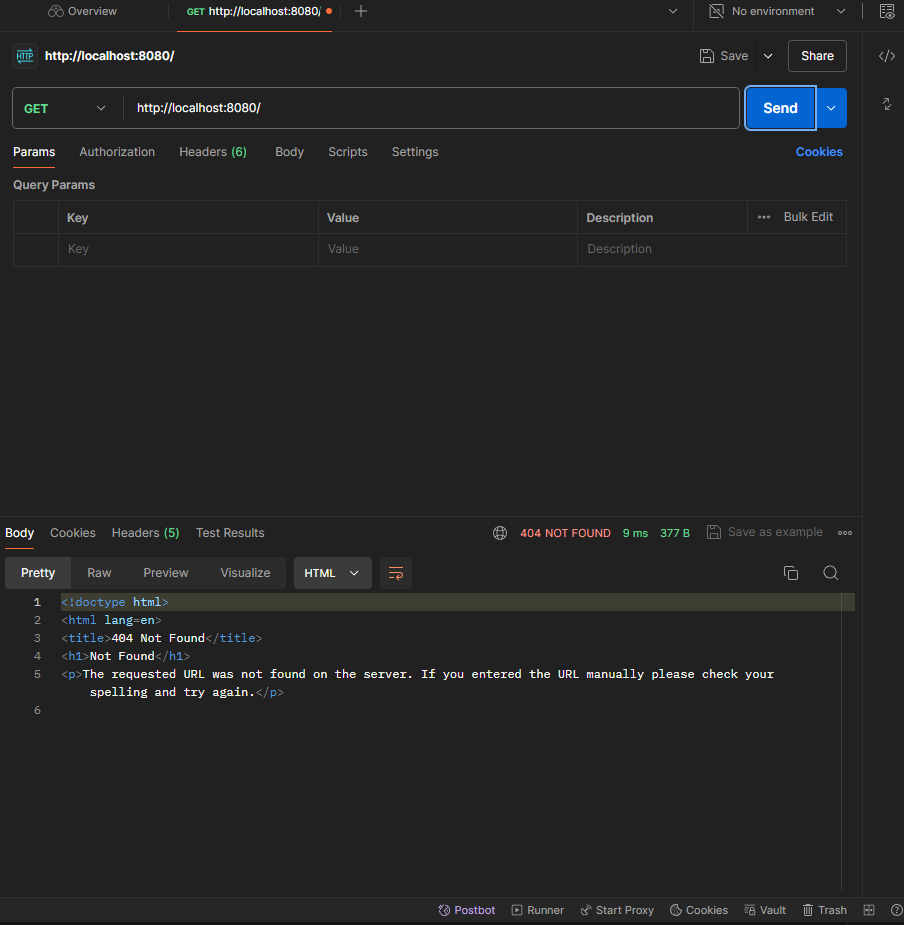 Overview GET http://localhost:8080/ No environment
HTTP http://localhost:8080/ Save Share
GET http://localhost:8080/ Send
Params Authorization Headers (6) Body Scripts Settings Cookies
Query Params
Key Value Description Bulk Edit
Key Value Description
Body Cookies Headers (5) Test Results 404 NOT FOUND 9 ms 377 B Save as example
Pretty Raw Preview Visualize HTML
1 <!doctype html>
2 <html lang=en>
3 <title>404 Not Found</title>
4 <h1>Not Found</h1>
5 <p>The requested URL was not found on the server. If you entered the URL manually please check your
spelling and try again.</p>
6
Postbot Runner Start Proxy Cookies Vault Trash